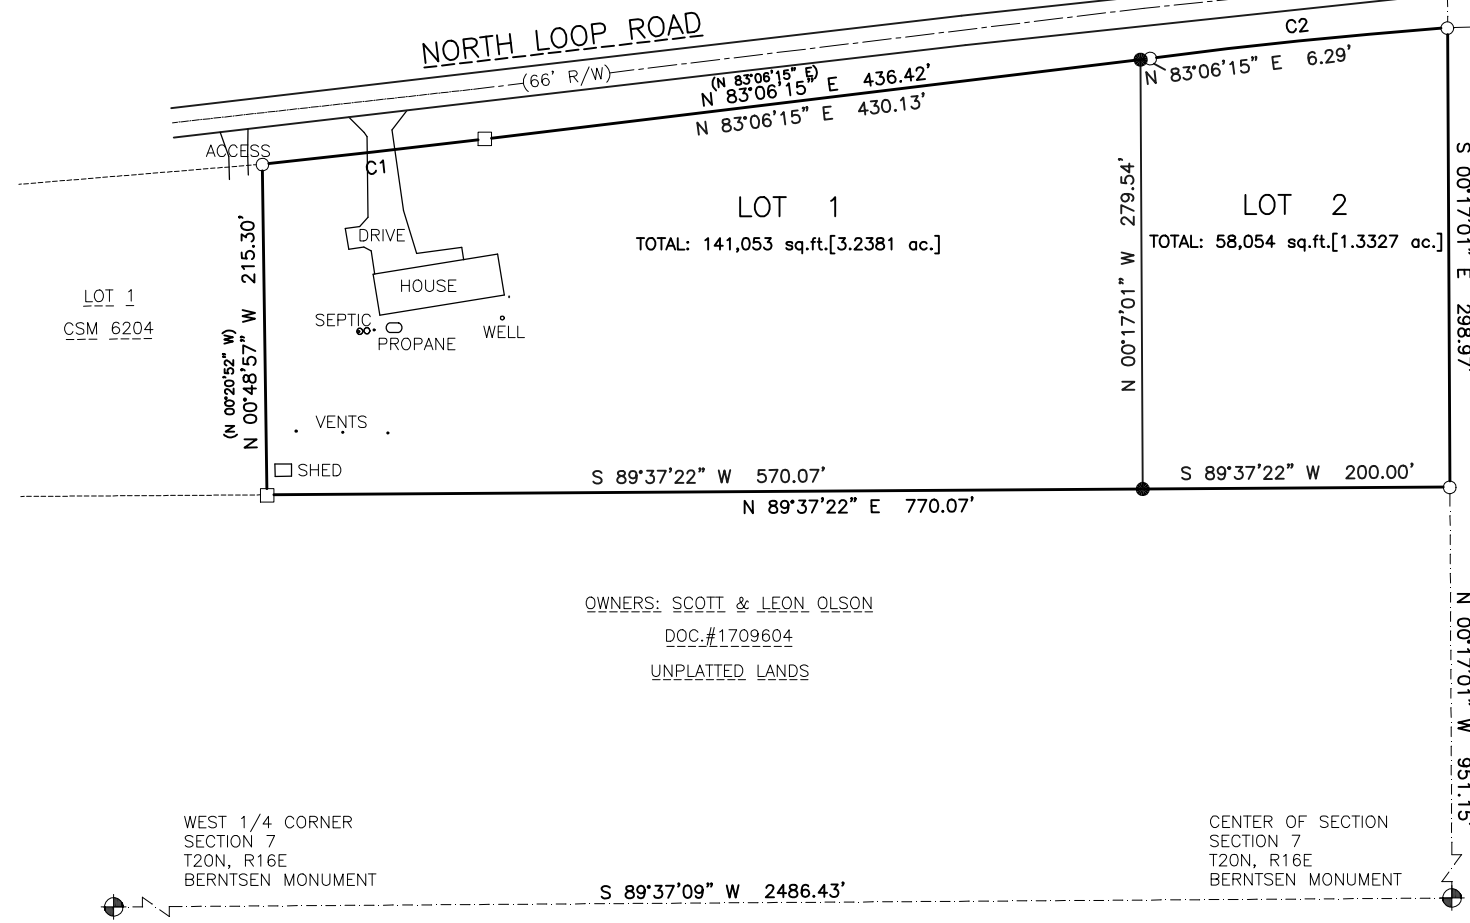 NORTH LOOP ROAD
(66' R/W)
(N 83°06'15" E)
N 83°06'15" E 436.42'
N 83°06'15" E 430.13'
C2
N 83°06'15" E 6.29'
ACCESS
C1
DRIVE
HOUSE
SEPTIC
PROPANE
WELL
VENTS
SHED
LOT 1
CSM 6204
(N 00°20'52" W)
N 00°48'57" W 215.30'
LOT 1
TOTAL: 141,053 sq.ft.[3.2381 ac.]
N 00°17'01" W 279.54'
LOT 2
TOTAL: 58,054 sq.ft.[1.3327 ac.]
S 00°17'01" E 298.97'
S 89°37'22" W 570.07'
S 89°37'22" W 200.00'
N 89°37'22" E 770.07'
OWNERS: SCOTT & LEON OLSON
DOC.#1709604
UNPLATTED LANDS
N 00°17'01" W 951.15'
WEST 1/4 CORNER
SECTION 7
T20N, R16E
BERNTSEN MONUMENT
CENTER OF SECTION
SECTION 7
T20N, R16E
BERNTSEN MONUMENT
S 89°37'09" W 2486.43'